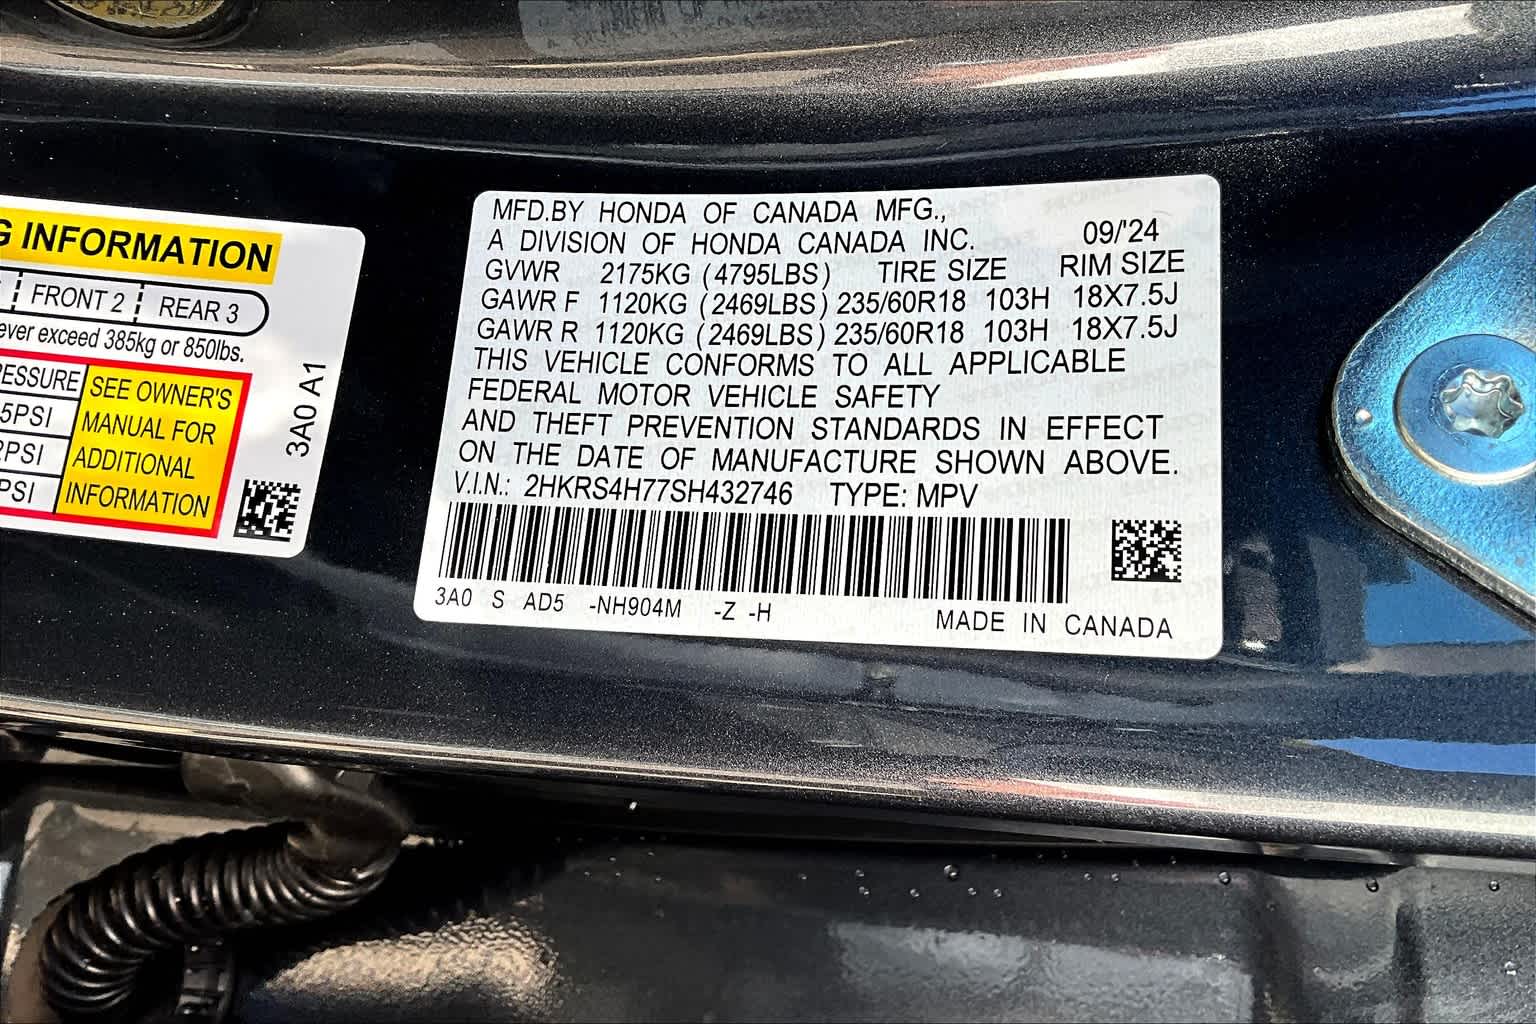 G INFORMATION
FRONT 2 REAR 3
ever exceed 385kg or 850lbs.
RESSURE
5PSI
PSI
PSI
SEE OWNER'S
MANUAL FOR
ADDITIONAL
INFORMATION
3A0 A1
MFD.BY HONDA OF CANADA MFG.,
A DIVISION OF HONDA CANADA INC. 09/'24
GVWR 2175KG (4795LBS) TIRE SIZE RIM SIZE
GAWR F 1120KG (2469LBS) 235/60R18 103H 18X7.5J
GAWR R 1120KG (2469LBS) 235/60R18 103H 18X7.5J
THIS VEHICLE CONFORMS TO ALL APPLICABLE
FEDERAL MOTOR VEHICLE SAFETY
AND THEFT PREVENTION STANDARDS IN EFFECT
ON THE DATE OF MANUFACTURE SHOWN ABOVE.
V.I.N.: 2HKRS4H77SH432746 TYPE: MPV
3A0 S AD5 -NH904M -Z -H
MADE IN CANADA